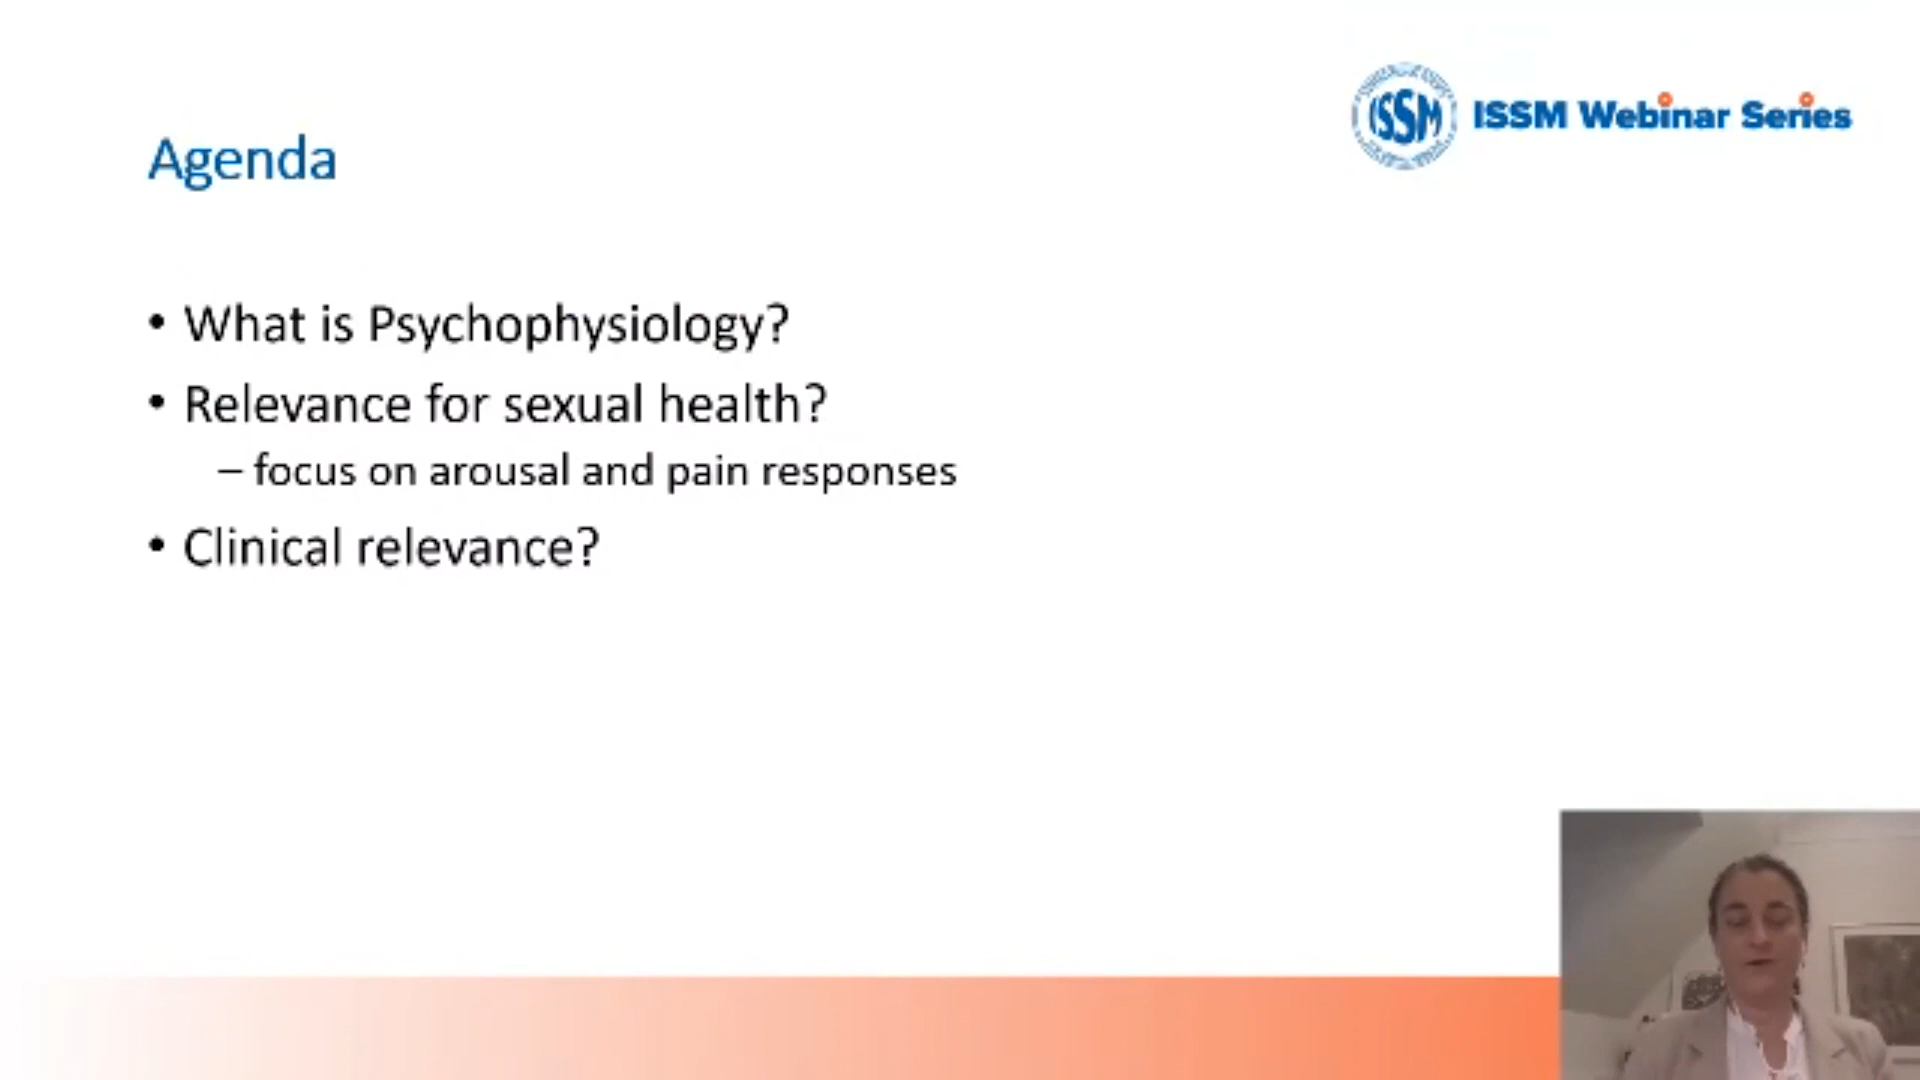 ISSM
ISSM Webinar Series
Agenda
• What is Psychophysiology?
• Relevance for sexual health?
– focus on arousal and pain responses
• Clinical relevance?